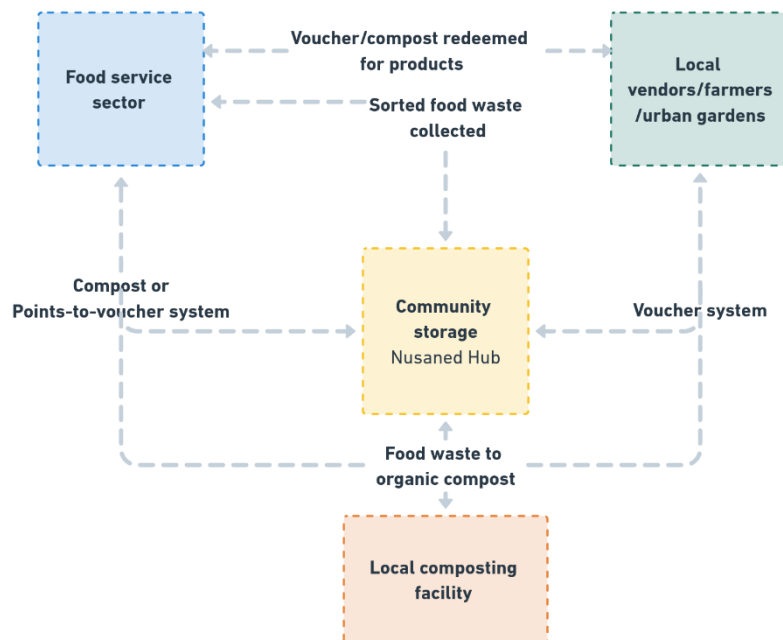 Voucher/compost redeemed
for products
Food service
sector
Local
vendors/farmers
/urban gardens
Sorted food waste
collected
Compost or
Points-to-voucher system
Community
storage
Nusaned Hub
Voucher system
Food waste to
organic compost
Local composting
facility